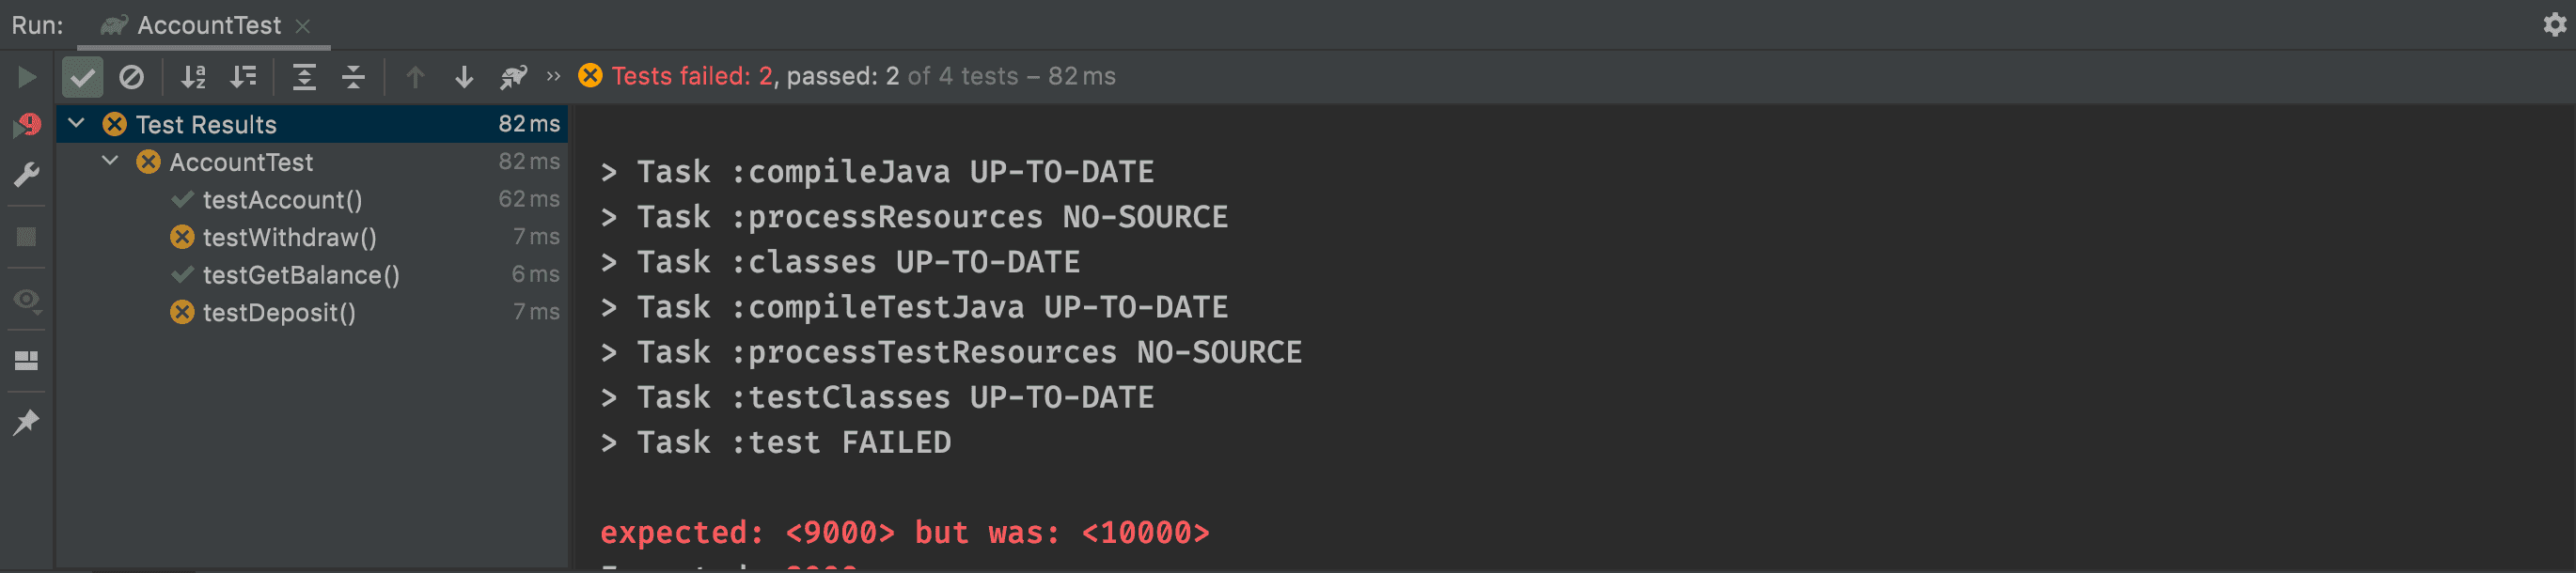 Run: AccountTest
Tests failed: 2, passed: 2 of 4 tests – 82 ms
Test Results 82 ms
AccountTest 82 ms
testAccount() 62 ms
testWithdraw() 7 ms
testGetBalance() 6 ms
testDeposit() 7 ms
> Task :compileJava UP-TO-DATE
> Task :processResources NO-SOURCE
> Task :classes UP-TO-DATE
> Task :compileTestJava UP-TO-DATE
> Task :processTestResources NO-SOURCE
> Task :testClasses UP-TO-DATE
> Task :test FAILED
expected: <9000> but was: <10000>